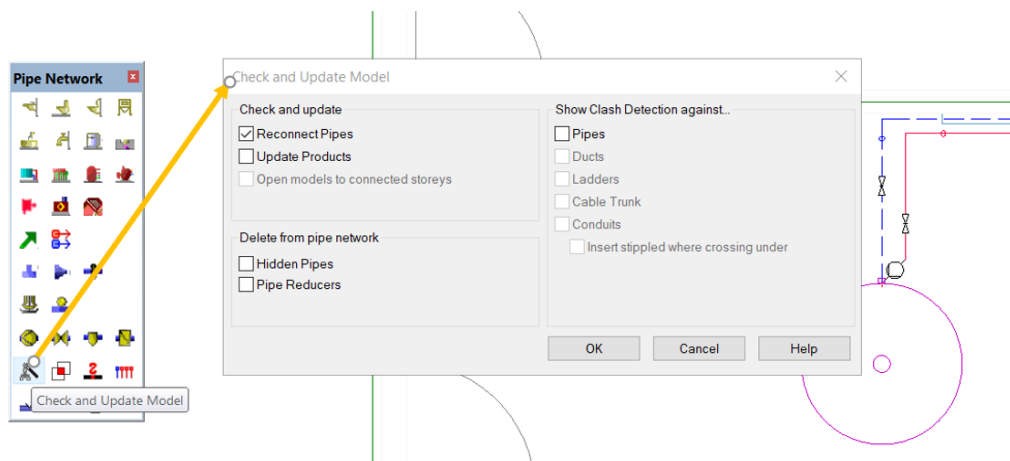 Pipe Network
Check and Update Model
Check and Update Model
Check and update
Reconnect Pipes
Update Products
Open models to connected storeys
Delete from pipe network
Hidden Pipes
Pipe Reducers
Show Clash Detection against...
Pipes
Ducts
Ladders
Cable Trunk
Conduits
Insert stippled where crossing under
OK
Cancel
Help